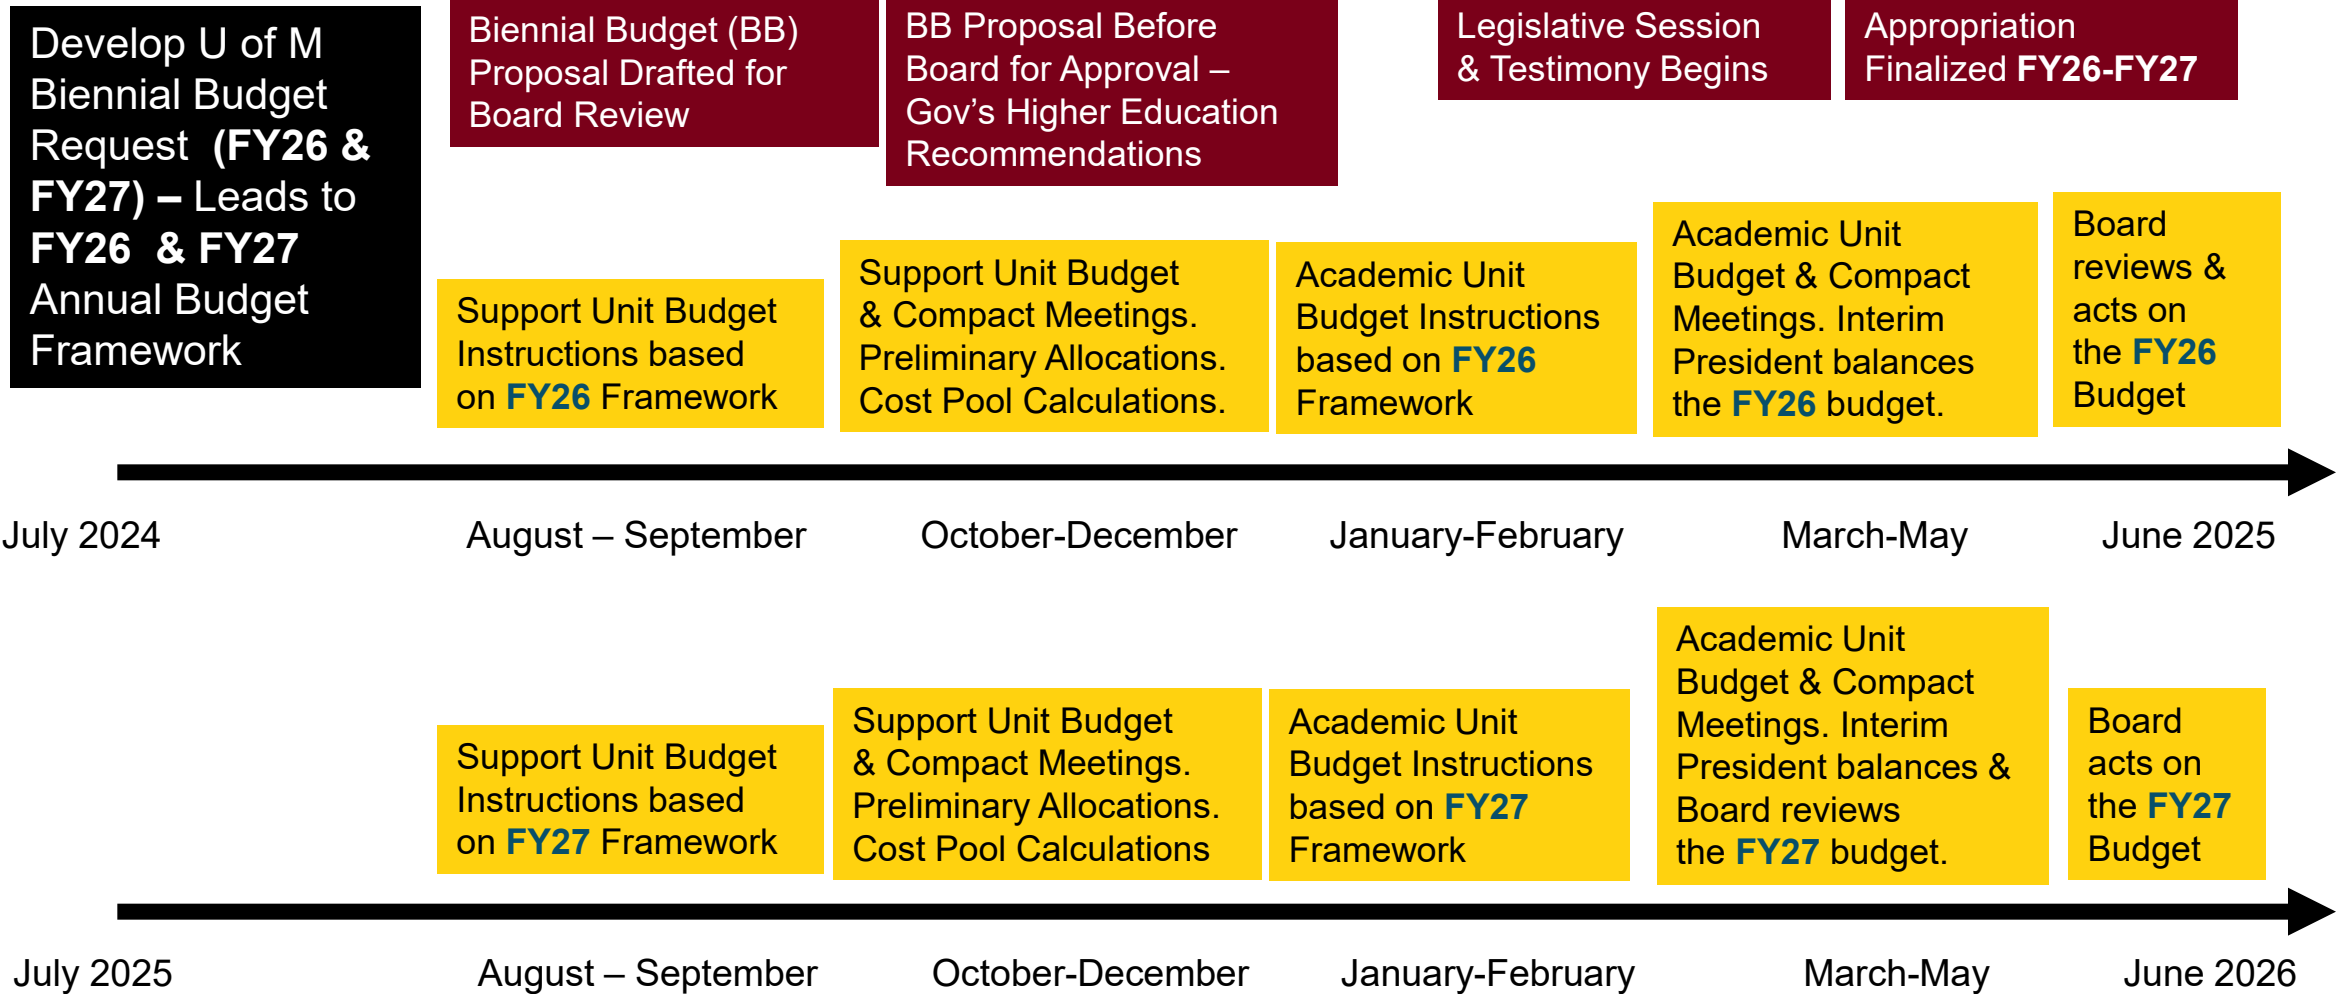 Develop U of M
Biennial Budget
Request (FY26 &
FY27) – Leads to
FY26 & FY27
Annual Budget
Framework
Biennial Budget (BB)
Proposal Drafted for
Board Review
BB Proposal Before
Board for Approval –
Gov’s Higher Education
Recommendations
Legislative Session
& Testimony Begins
Appropriation
Finalized FY26-FY27
Support Unit Budget
Instructions based
on FY26 Framework
Support Unit Budget
& Compact Meetings.
Preliminary Allocations.
Cost Pool Calculations.
Academic Unit
Budget Instructions
based on FY26
Framework
Academic Unit
Budget & Compact
Meetings. Interim
President balances
the FY26 budget.
Board
reviews &
acts on
the FY26
Budget
July 2024
August – September
October-December
January-February
March-May
June 2025
Support Unit Budget
Instructions based
on FY27 Framework
Support Unit Budget
& Compact Meetings.
Preliminary Allocations.
Cost Pool Calculations
Academic Unit
Budget Instructions
based on FY27
Framework
Academic Unit
Budget & Compact
Meetings. Interim
President balances &
Board reviews
the FY27 budget.
Board
acts on
the FY27
Budget
July 2025
August – September
October-December
January-February
March-May
June 2026